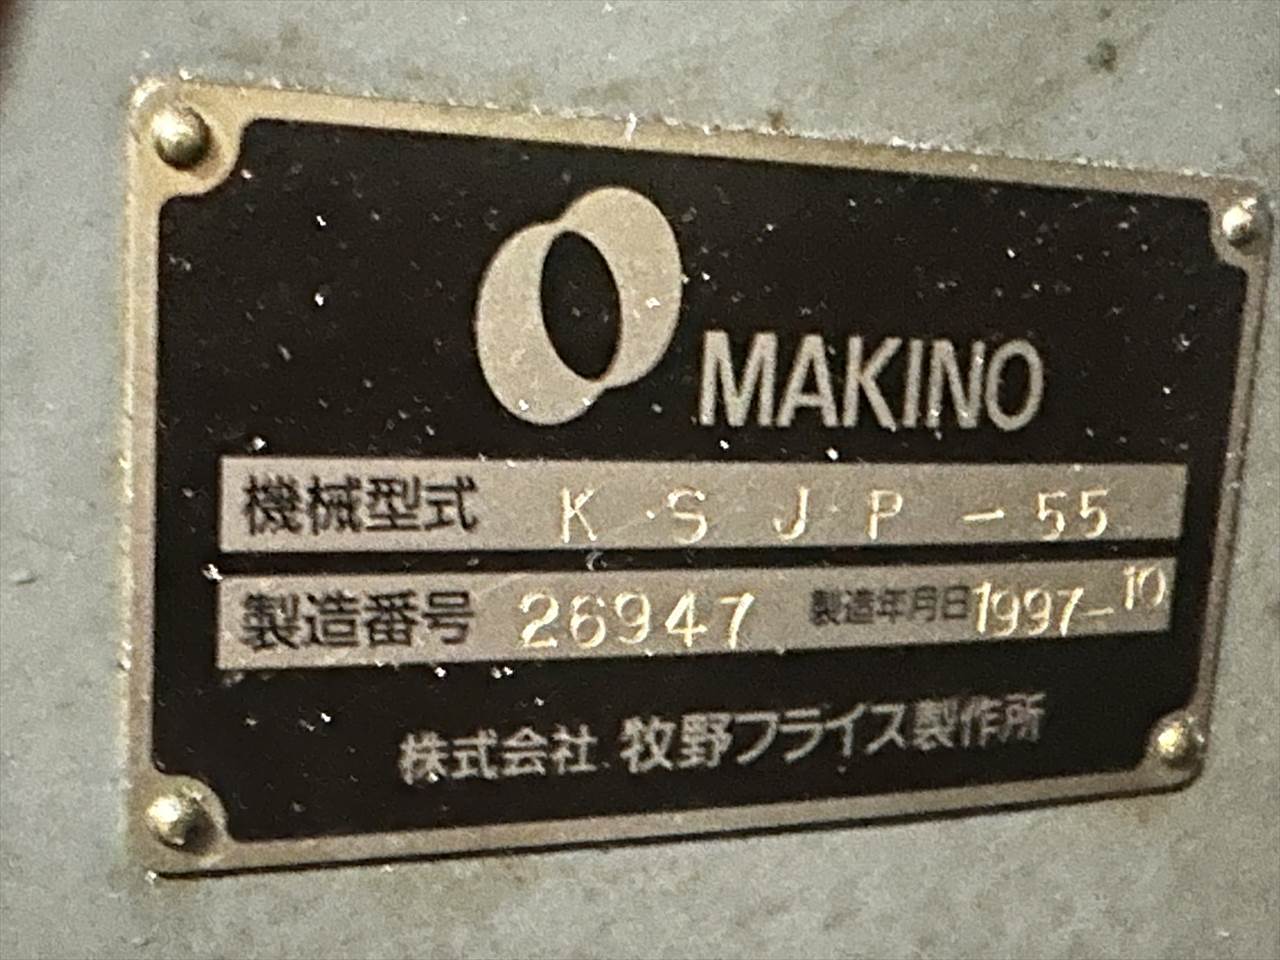 MAKINO
機械型式 KSJP-55
製造番号 26947 製造年月日 1997-10
株式会社 牧野フライス製作所